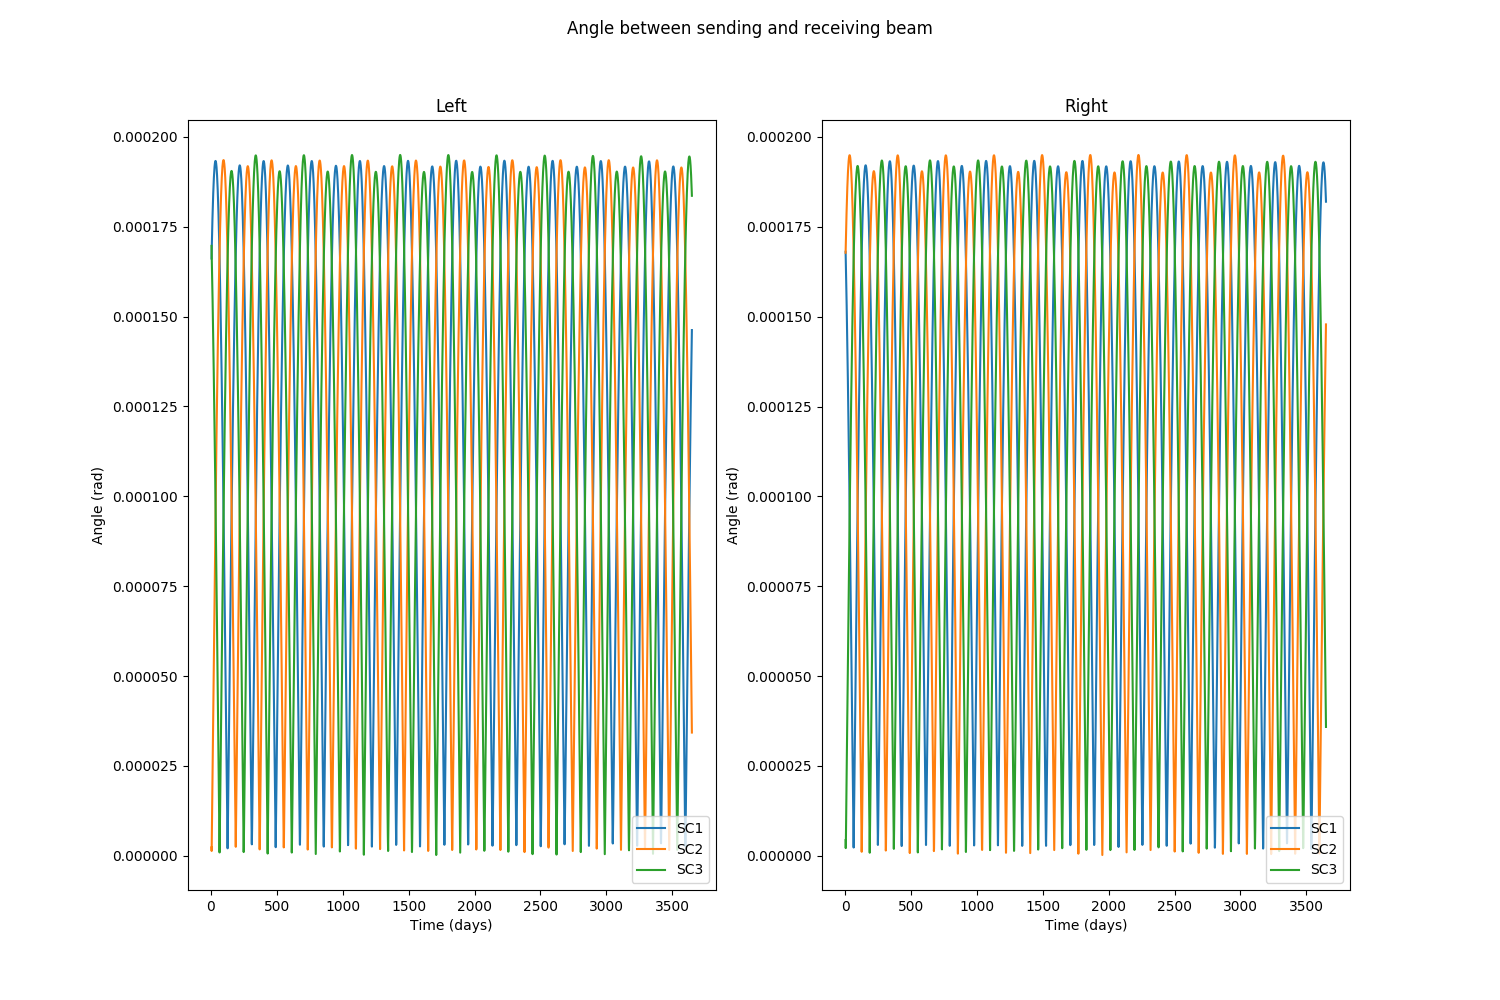 Angle between sending and receiving beam
Left
0.000200
0.000175
0.000150
0.000125
0.000100
0.000075
0.000050
0.000025
0.000000
Angle (rad)
0 500 1000 1500 2000 2500 3000 3500
Time (days)
SC1
SC2
SC3
Right
0.000200
0.000175
0.000150
0.000125
0.000100
0.000075
0.000050
0.000025
0.000000
Angle (rad)
0 500 1000 1500 2000 2500 3000 3500
Time (days)
SC1
SC2
SC3